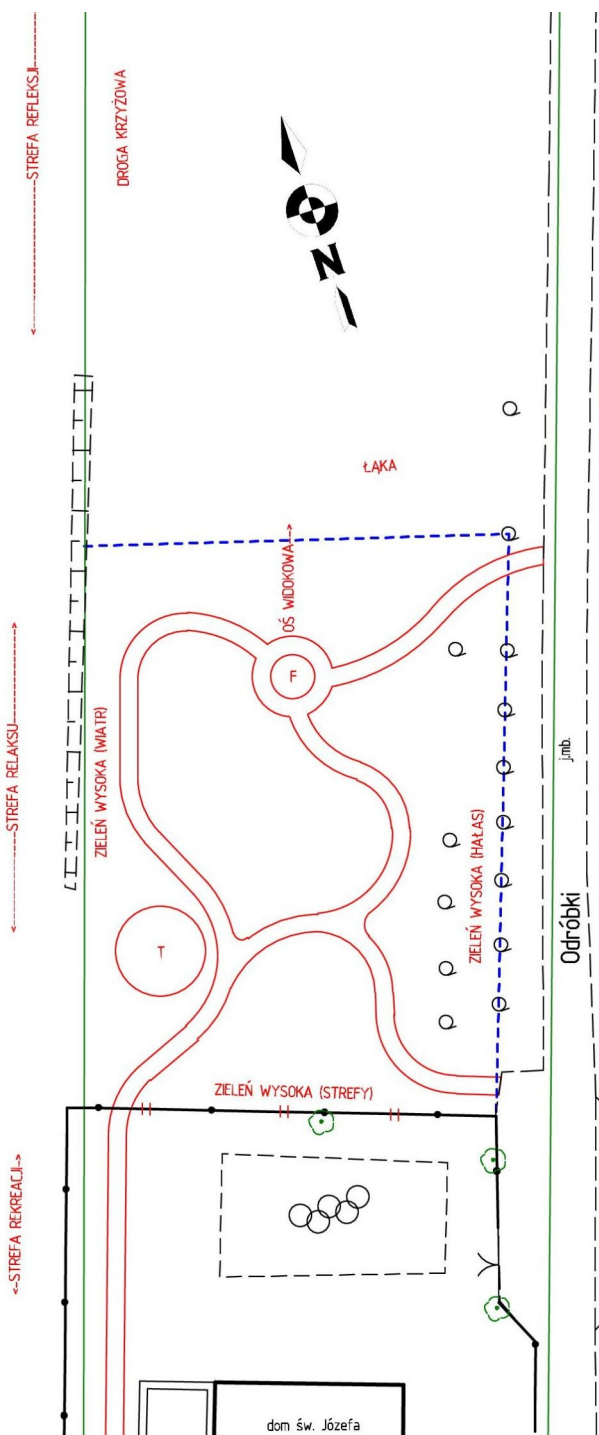 <----------STREFA REFLEKSJI----------
DROGA KRZYŻOWA
N
ŁĄKA
OŚ WIDOKOWA-->
F
<----------STREFA RELAKSU---------->
ZIELEŃ WYSOKA (WIATR)
j.mb.
ZIELEŃ WYSOKA (HAŁAS)
Odróbki
T
ZIELEŃ WYSOKA (STREFY)
<-STREFA REKREACJI->
dom św. Józefa